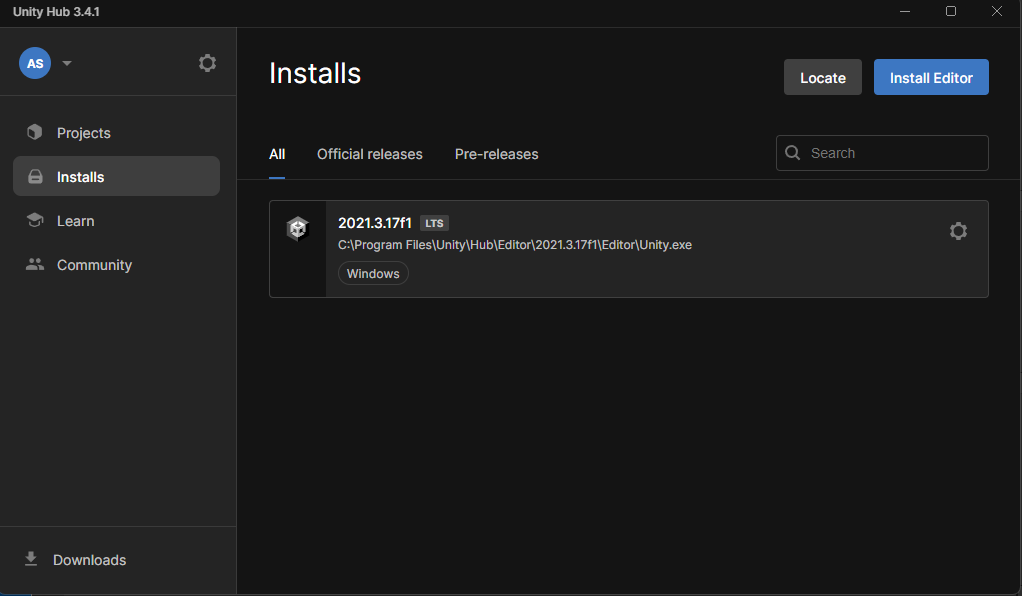 Unity Hub 3.4.1
AS
Projects
Installs
Learn
Community
Downloads
Installs
Locate
Install Editor
All
Official releases
Pre-releases
Search
2021.3.17f1 LTS
C:\Program Files\Unity\Hub\Editor\2021.3.17f1\Editor\Unity.exe
Windows